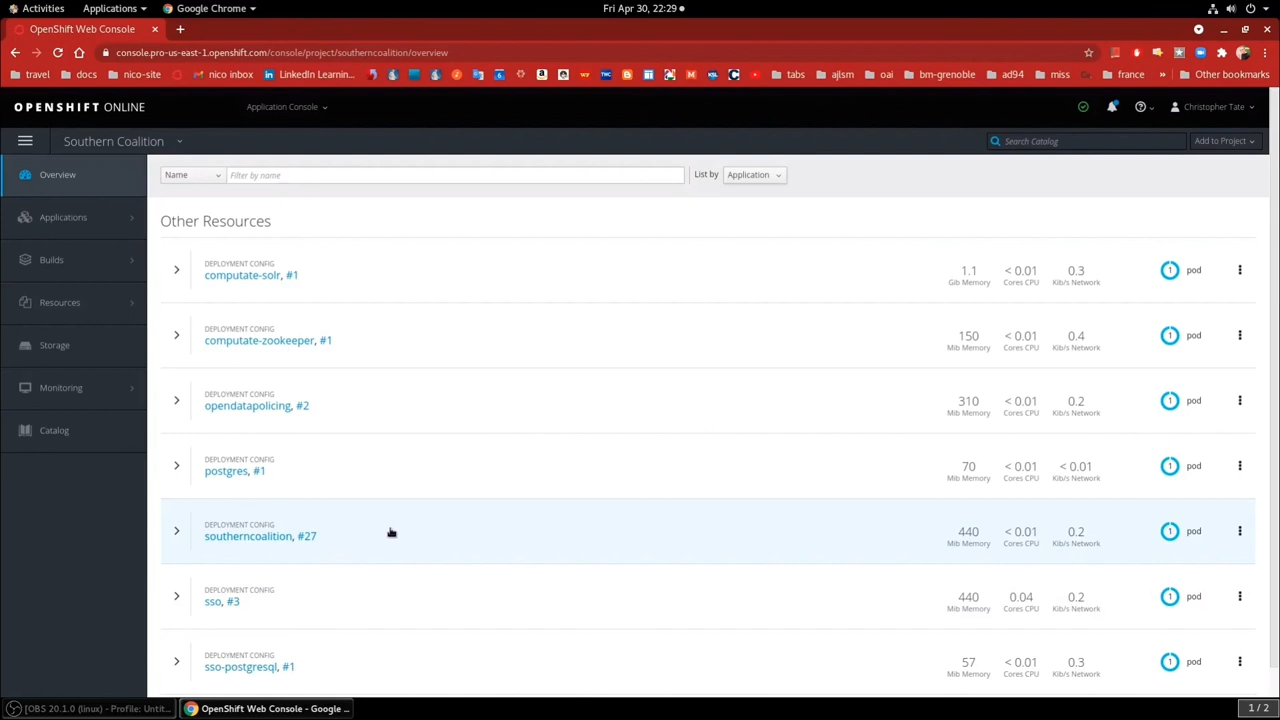 Activities Applications Google Chrome Fri Apr 30, 22:29
OpenShift Web Console
console.pro-us-east-1.openshift.com/console/project/southerncoalition/overview
travel docs nico-site nico inbox LinkedIn Learnin... tabs ajlsm oai bm-grenoble ad94 miss france » Other bookmarks
OPENSHIFT ONLINE Application Console Christopher Tate
Southern Coalition Search Catalog Add to Project
Overview
Applications
Builds
Resources
Storage
Monitoring
Catalog
Name Filter by name List by Application
Other Resources
DEPLOYMENT CONFIG
computate-solr, #1
1.1 < 0.01 0.3 1 pod
Gib Memory Cores CPU Kib/s Network
DEPLOYMENT CONFIG
computate-zookeeper, #1
150 < 0.01 0.4 1 pod
Mib Memory Cores CPU Kib/s Network
DEPLOYMENT CONFIG
opendatapolicing, #2
310 < 0.01 0.2 1 pod
Mib Memory Cores CPU Kib/s Network
DEPLOYMENT CONFIG
postgres, #1
70 < 0.01 < 0.01 1 pod
Mib Memory Cores CPU Kib/s Network
DEPLOYMENT CONFIG
southerncoalition, #27
440 < 0.01 0.2 1 pod
Mib Memory Cores CPU Kib/s Network
DEPLOYMENT CONFIG
sso, #3
440 0.04 0.2 1 pod
Mib Memory Cores CPU Kib/s Network
DEPLOYMENT CONFIG
sso-postgresql, #1
57 < 0.01 0.3 1 pod
Mib Memory Cores CPU Kib/s Network
[OBS 20.1.0 (linux) - Profile: Untit... OpenShift Web Console - Google ... 1 / 2